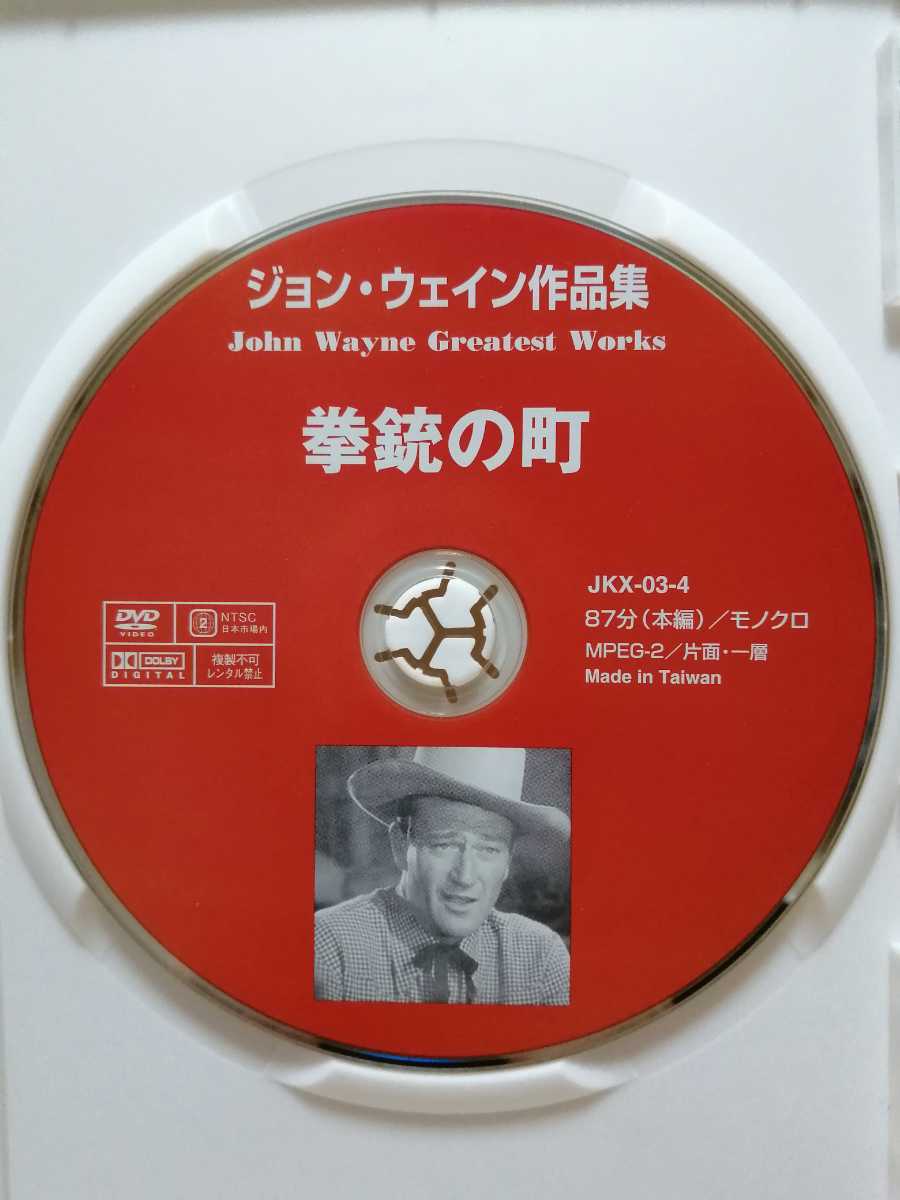 ジョン・ウェイン作品集
John Wayne Greatest Works
拳銃の町
DVD
VIDEO
2
NTSC
日本市場内
DOLBY
DIGITAL
複製不可
レンタル禁止
JKX-03-4
87分(本編)/モノクロ
MPEG-2/片面・一層
Made in Taiwan